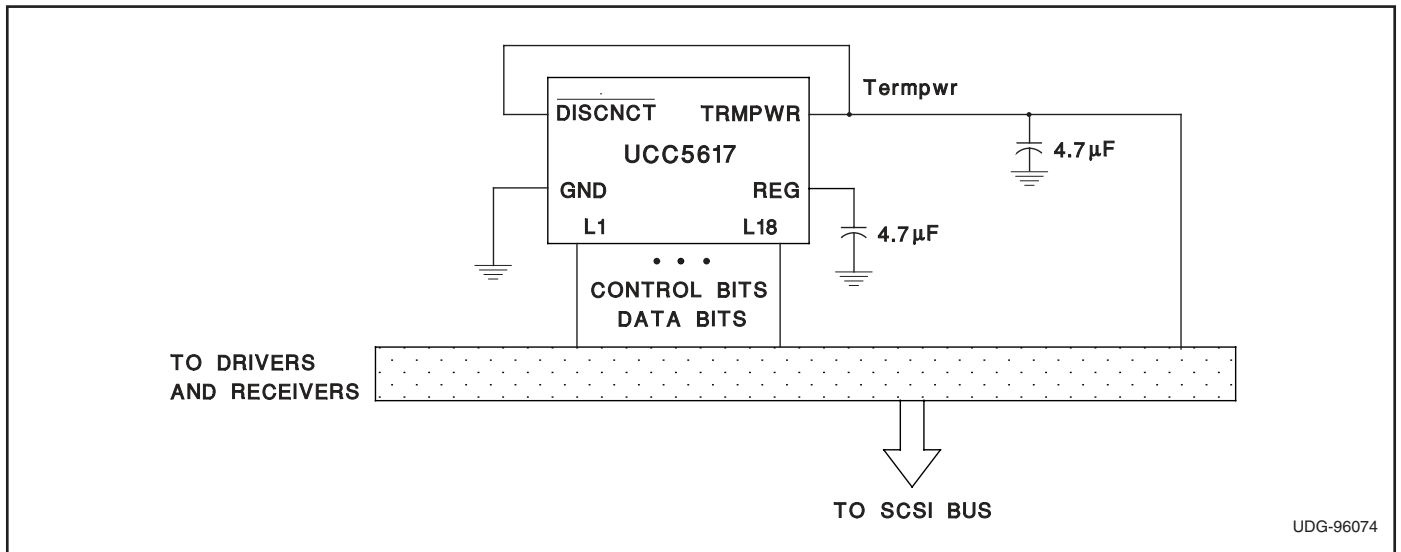 Termpwr
DISCNCT TRMPWR
UCC5617
4.7µF
GND REG
L1 L18
4.7µF
• • •
CONTROL BITS
DATA BITS
TO DRIVERS
AND RECEIVERS
TO SCSI BUS
UDG-96074